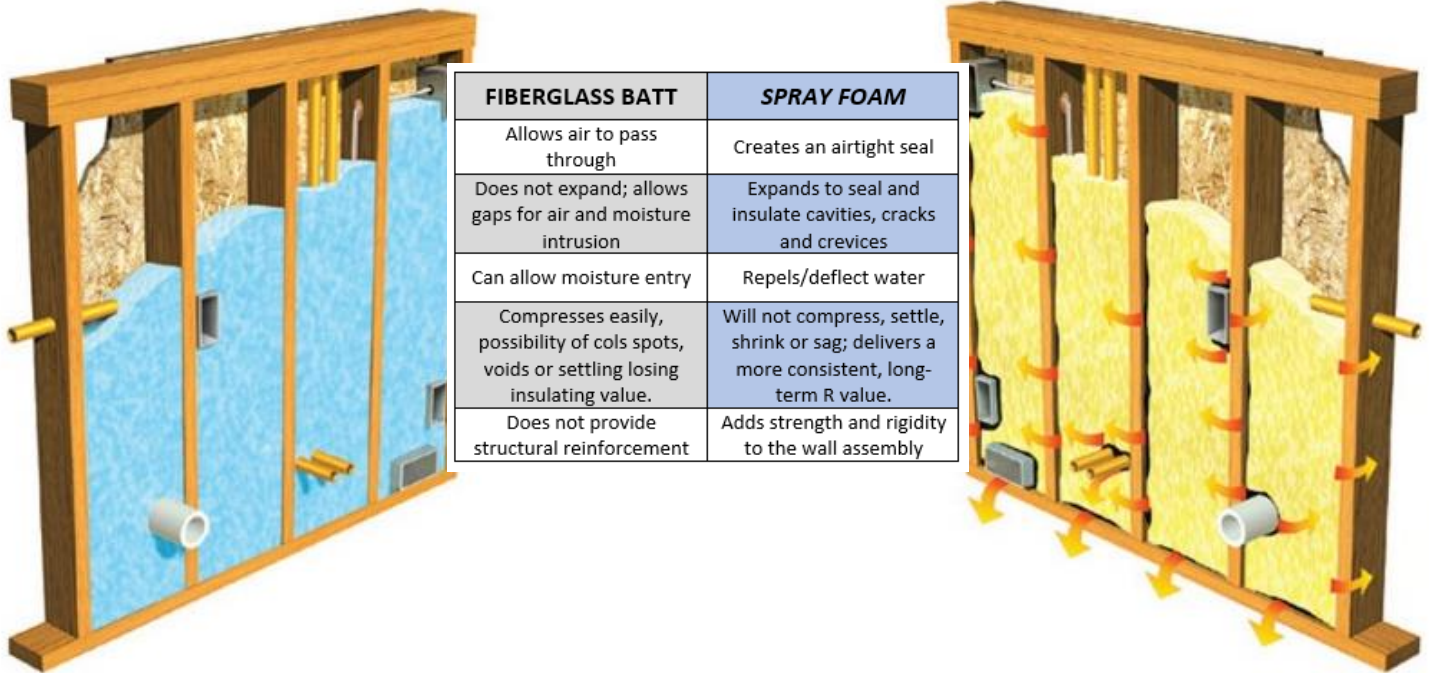 FIBERGLASS BATT
SPRAY FOAM
Allows air to pass
through
Creates an airtight seal
Does not expand; allows
gaps for air and moisture
intrusion
Expands to seal and
insulate cavities, cracks
and crevices
Can allow moisture entry
Repels/deflect water
Compresses easily,
possibility of cols spots,
voids or settling losing
insulating value.
Will not compress, settle,
shrink or sag; delivers a
more consistent, long-
term R value.
Does not provide
structural reinforcement
Adds strength and rigidity
to the wall assembly